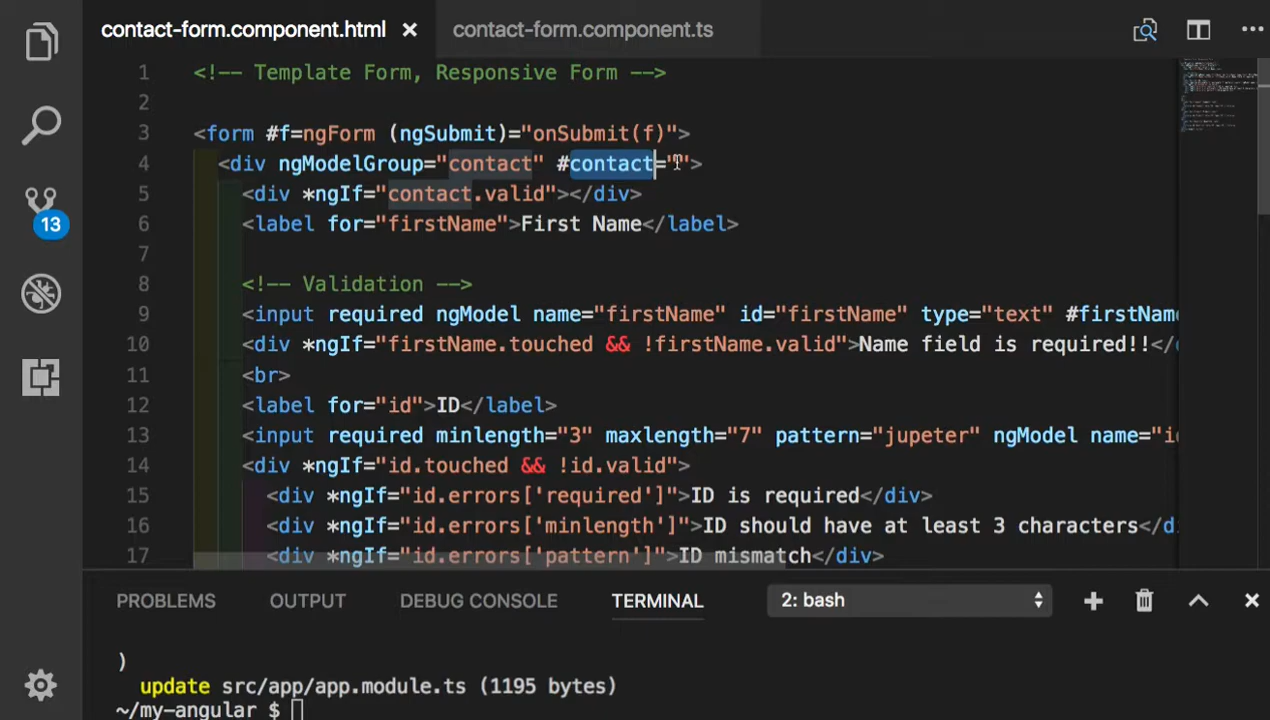 contact-form.component.html × contact-form.component.ts
1 <!-- Template Form, Responsive Form -->
2
3 <form #f=ngForm (ngSubmit)="onSubmit(f)">
4 <div ngModelGroup="contact" #contact="">
5 <div *ngIf="contact.valid"></div>
6 <label for="firstName">First Name</label>
7
8 <!-- Validation -->
9 <input required ngModel name="firstName" id="firstName" type="text" #firstName
10 <div *ngIf="firstName.touched && !firstName.valid">Name field is required!!</
11 <br>
12 <label for="id">ID</label>
13 <input required minlength="3" maxlength="7" pattern="jupeter" ngModel name="i
14 <div *ngIf="id.touched && !id.valid">
15 <div *ngIf="id.errors['required']">ID is required</div>
16 <div *ngIf="id.errors['minlength']">ID should have at least 3 characters</di
17 <div *ngIf="id.errors['pattern']">ID mismatch</div>
13
PROBLEMS OUTPUT DEBUG CONSOLE TERMINAL 2: bash
)
update src/app/app.module.ts (1195 bytes)
~/my-angular $